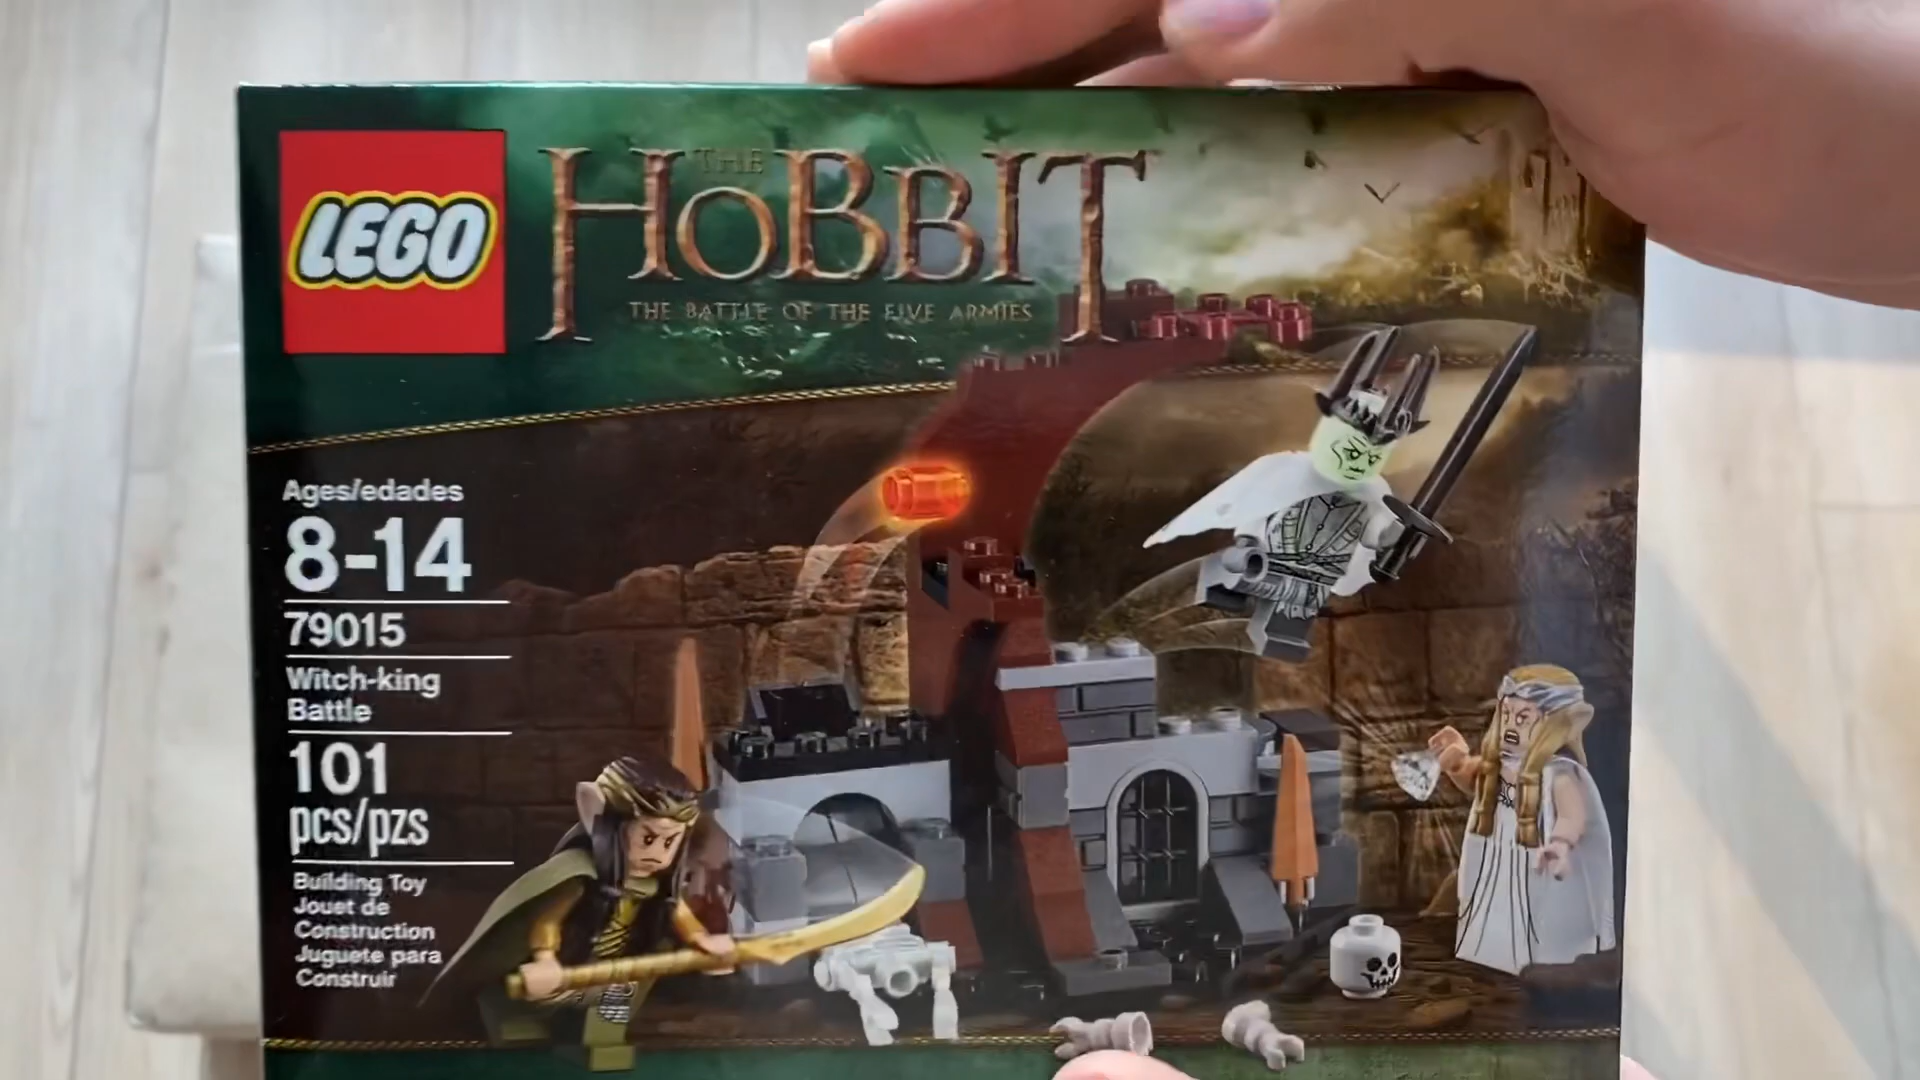 LEGO
THE
HOBBIT
THE BATTLE OF THE FIVE ARMIES
Ages/edades
8-14
79015
Witch-king
Battle
101
pcs/pzs
Building Toy
Jouet de
Construction
Juguete para
Construir